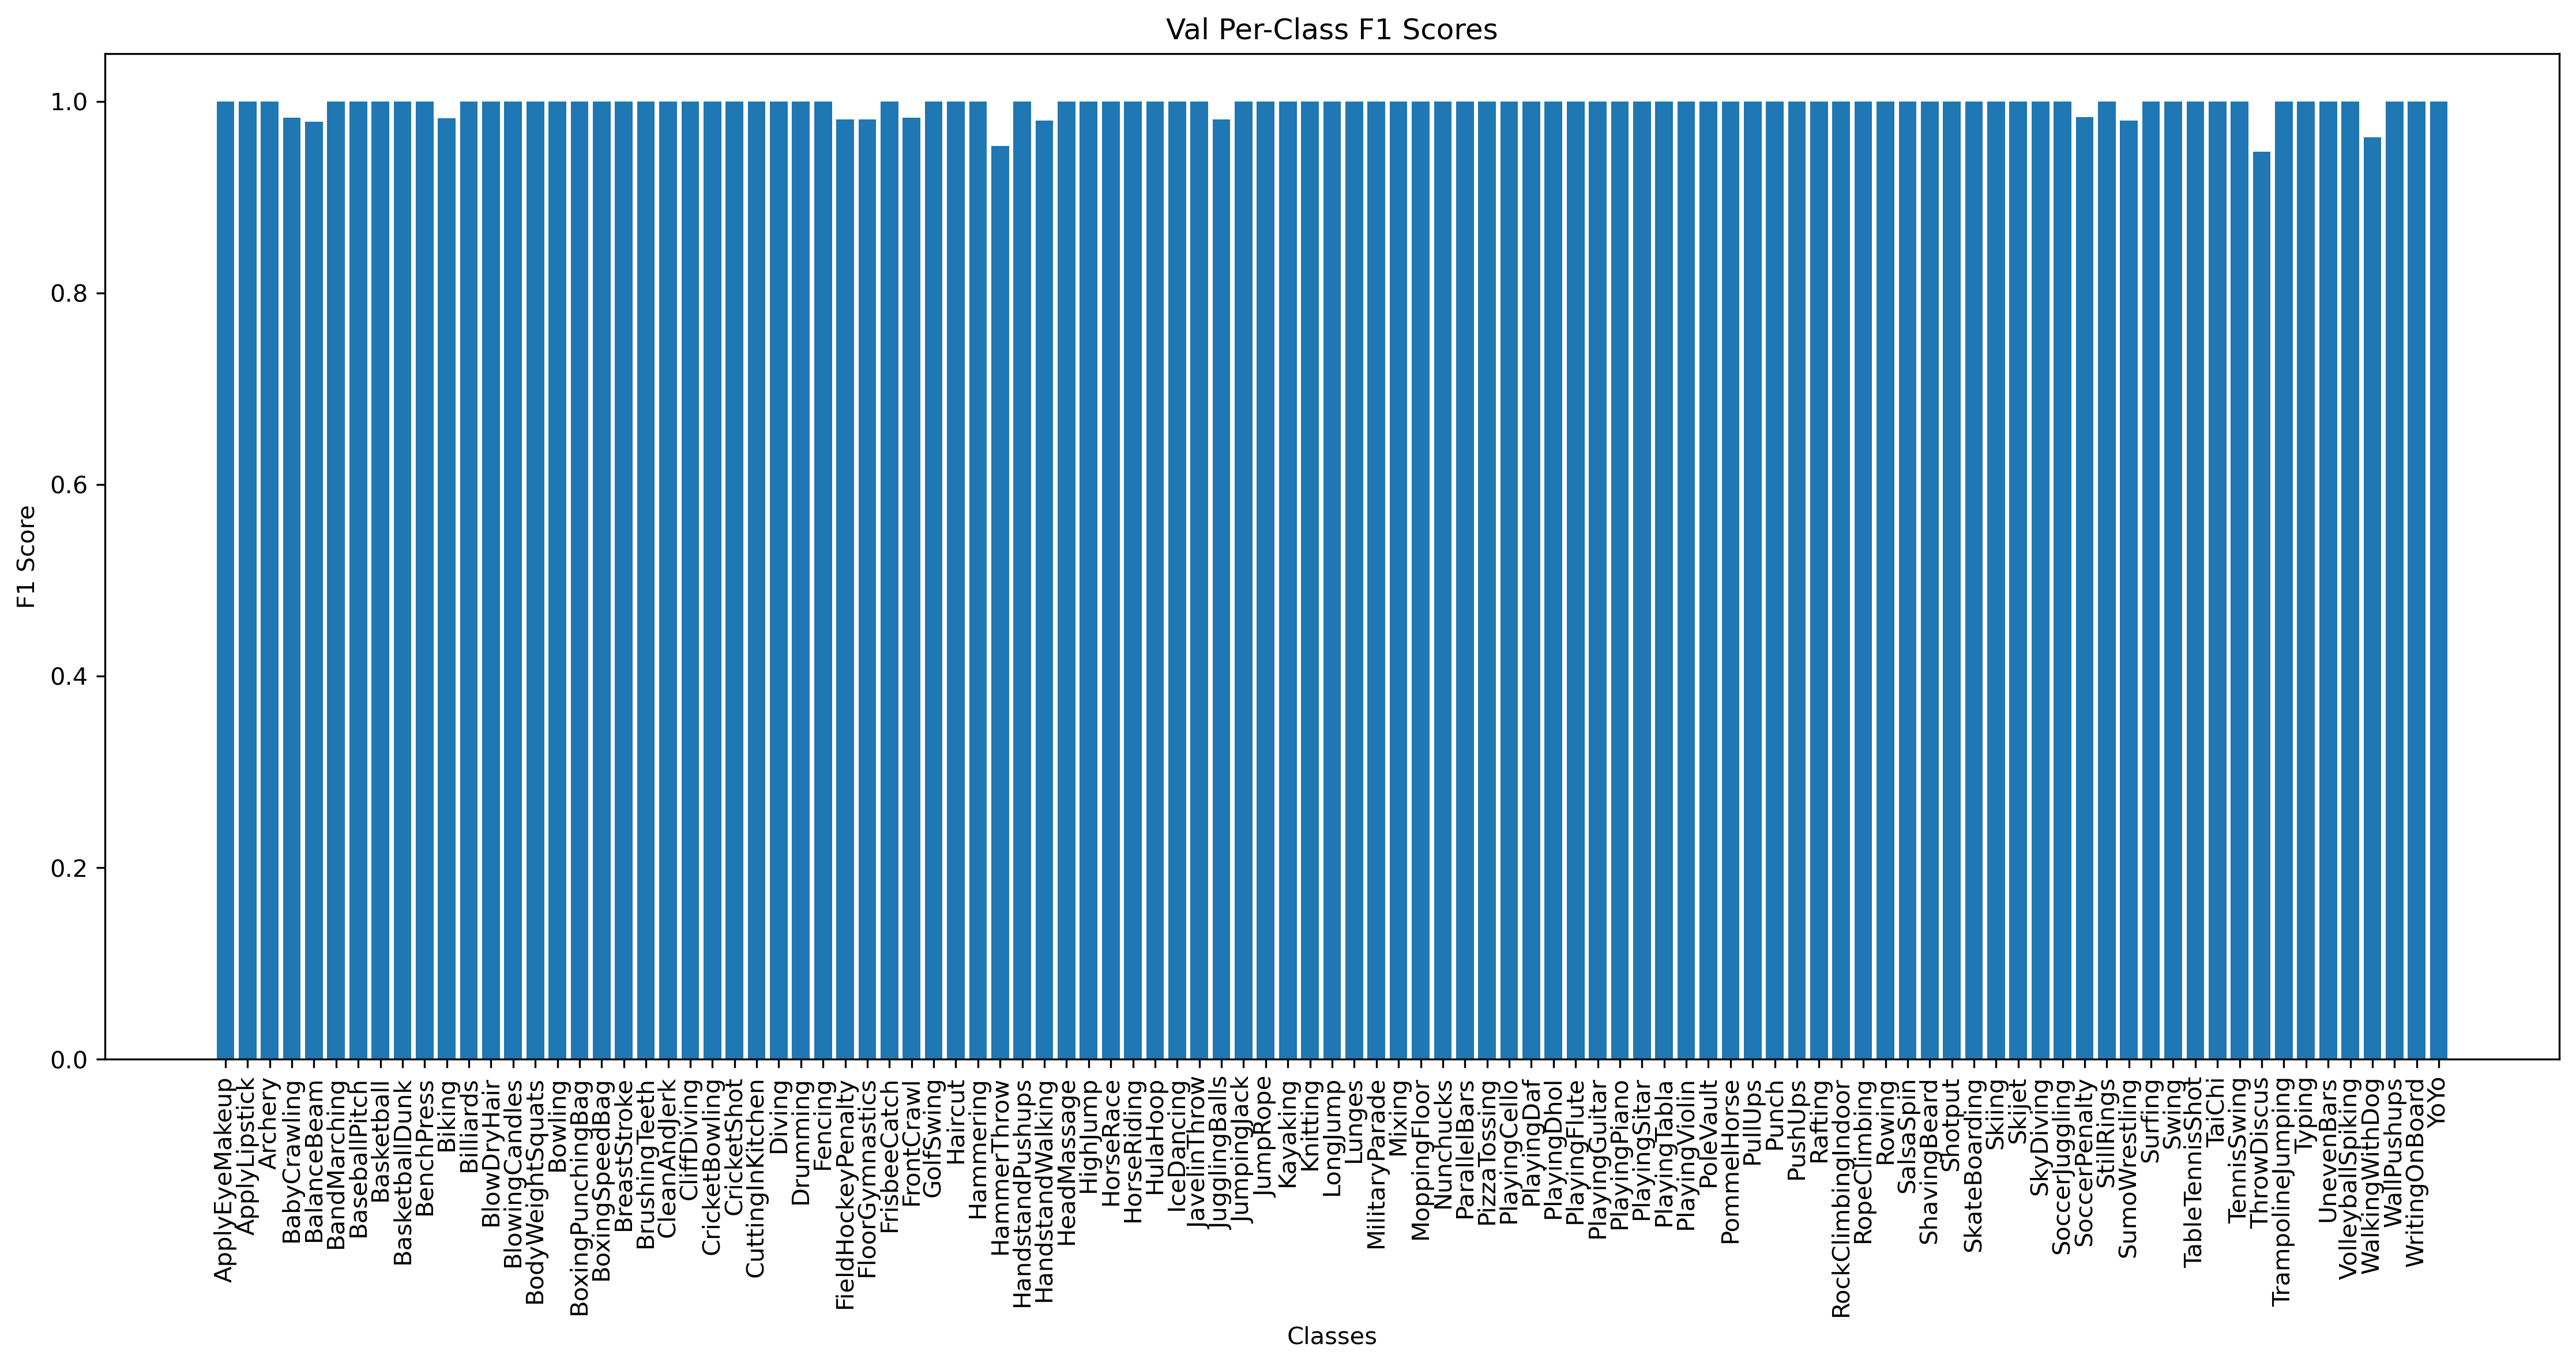 Val Per-Class F1 Scores
1.0
0.8
0.6
0.4
0.2
0.0
F1 Score
ApplyEyeMakeup
ApplyLipstick
Archery
BabyCrawling
BalanceBeam
BandMarching
BaseballPitch
Basketball
BasketballDunk
BenchPress
Biking
Billiards
BlowDryHair
BlowingCandles
BodyWeightSquats
Bowling
BoxingPunchingBag
BoxingSpeedBag
BreastStroke
BrushingTeeth
CleanAndJerk
CliffDiving
CricketBowling
CricketShot
CuttingInKitchen
Diving
Drumming
Fencing
FieldHockeyPenalty
FloorGymnastics
FrisbeeCatch
FrontCrawl
GolfSwing
Haircut
Hammering
HammerThrow
HandstandPushups
HandstandWalking
HeadMassage
HighJump
HorseRace
HorseRiding
HulaHoop
IceDancing
JavelinThrow
JugglingBalls
JumpingJack
JumpRope
Kayaking
Knitting
LongJump
Lunges
MilitaryParade
Mixing
MoppingFloor
Nunchucks
ParallelBars
PizzaTossing
PlayingCello
PlayingDaf
PlayingDhol
PlayingFlute
PlayingGuitar
PlayingPiano
PlayingSitar
PlayingTabla
PlayingViolin
PoleVault
PommelHorse
PullUps
Punch
PushUps
Rafting
RockClimbingIndoor
RopeClimbing
Rowing
SalsaSpin
ShavingBeard
Shotput
SkateBoarding
Skiing
Skijet
SkyDiving
SoccerJuggling
SoccerPenalty
StillRings
SumoWrestling
Surfing
Swing
TableTennisShot
TaiChi
TennisSwing
ThrowDiscus
TrampolineJumping
Typing
UnevenBars
VolleyballSpiking
WalkingWithDog
WallPushups
WritingOnBoard
YoYo
Classes